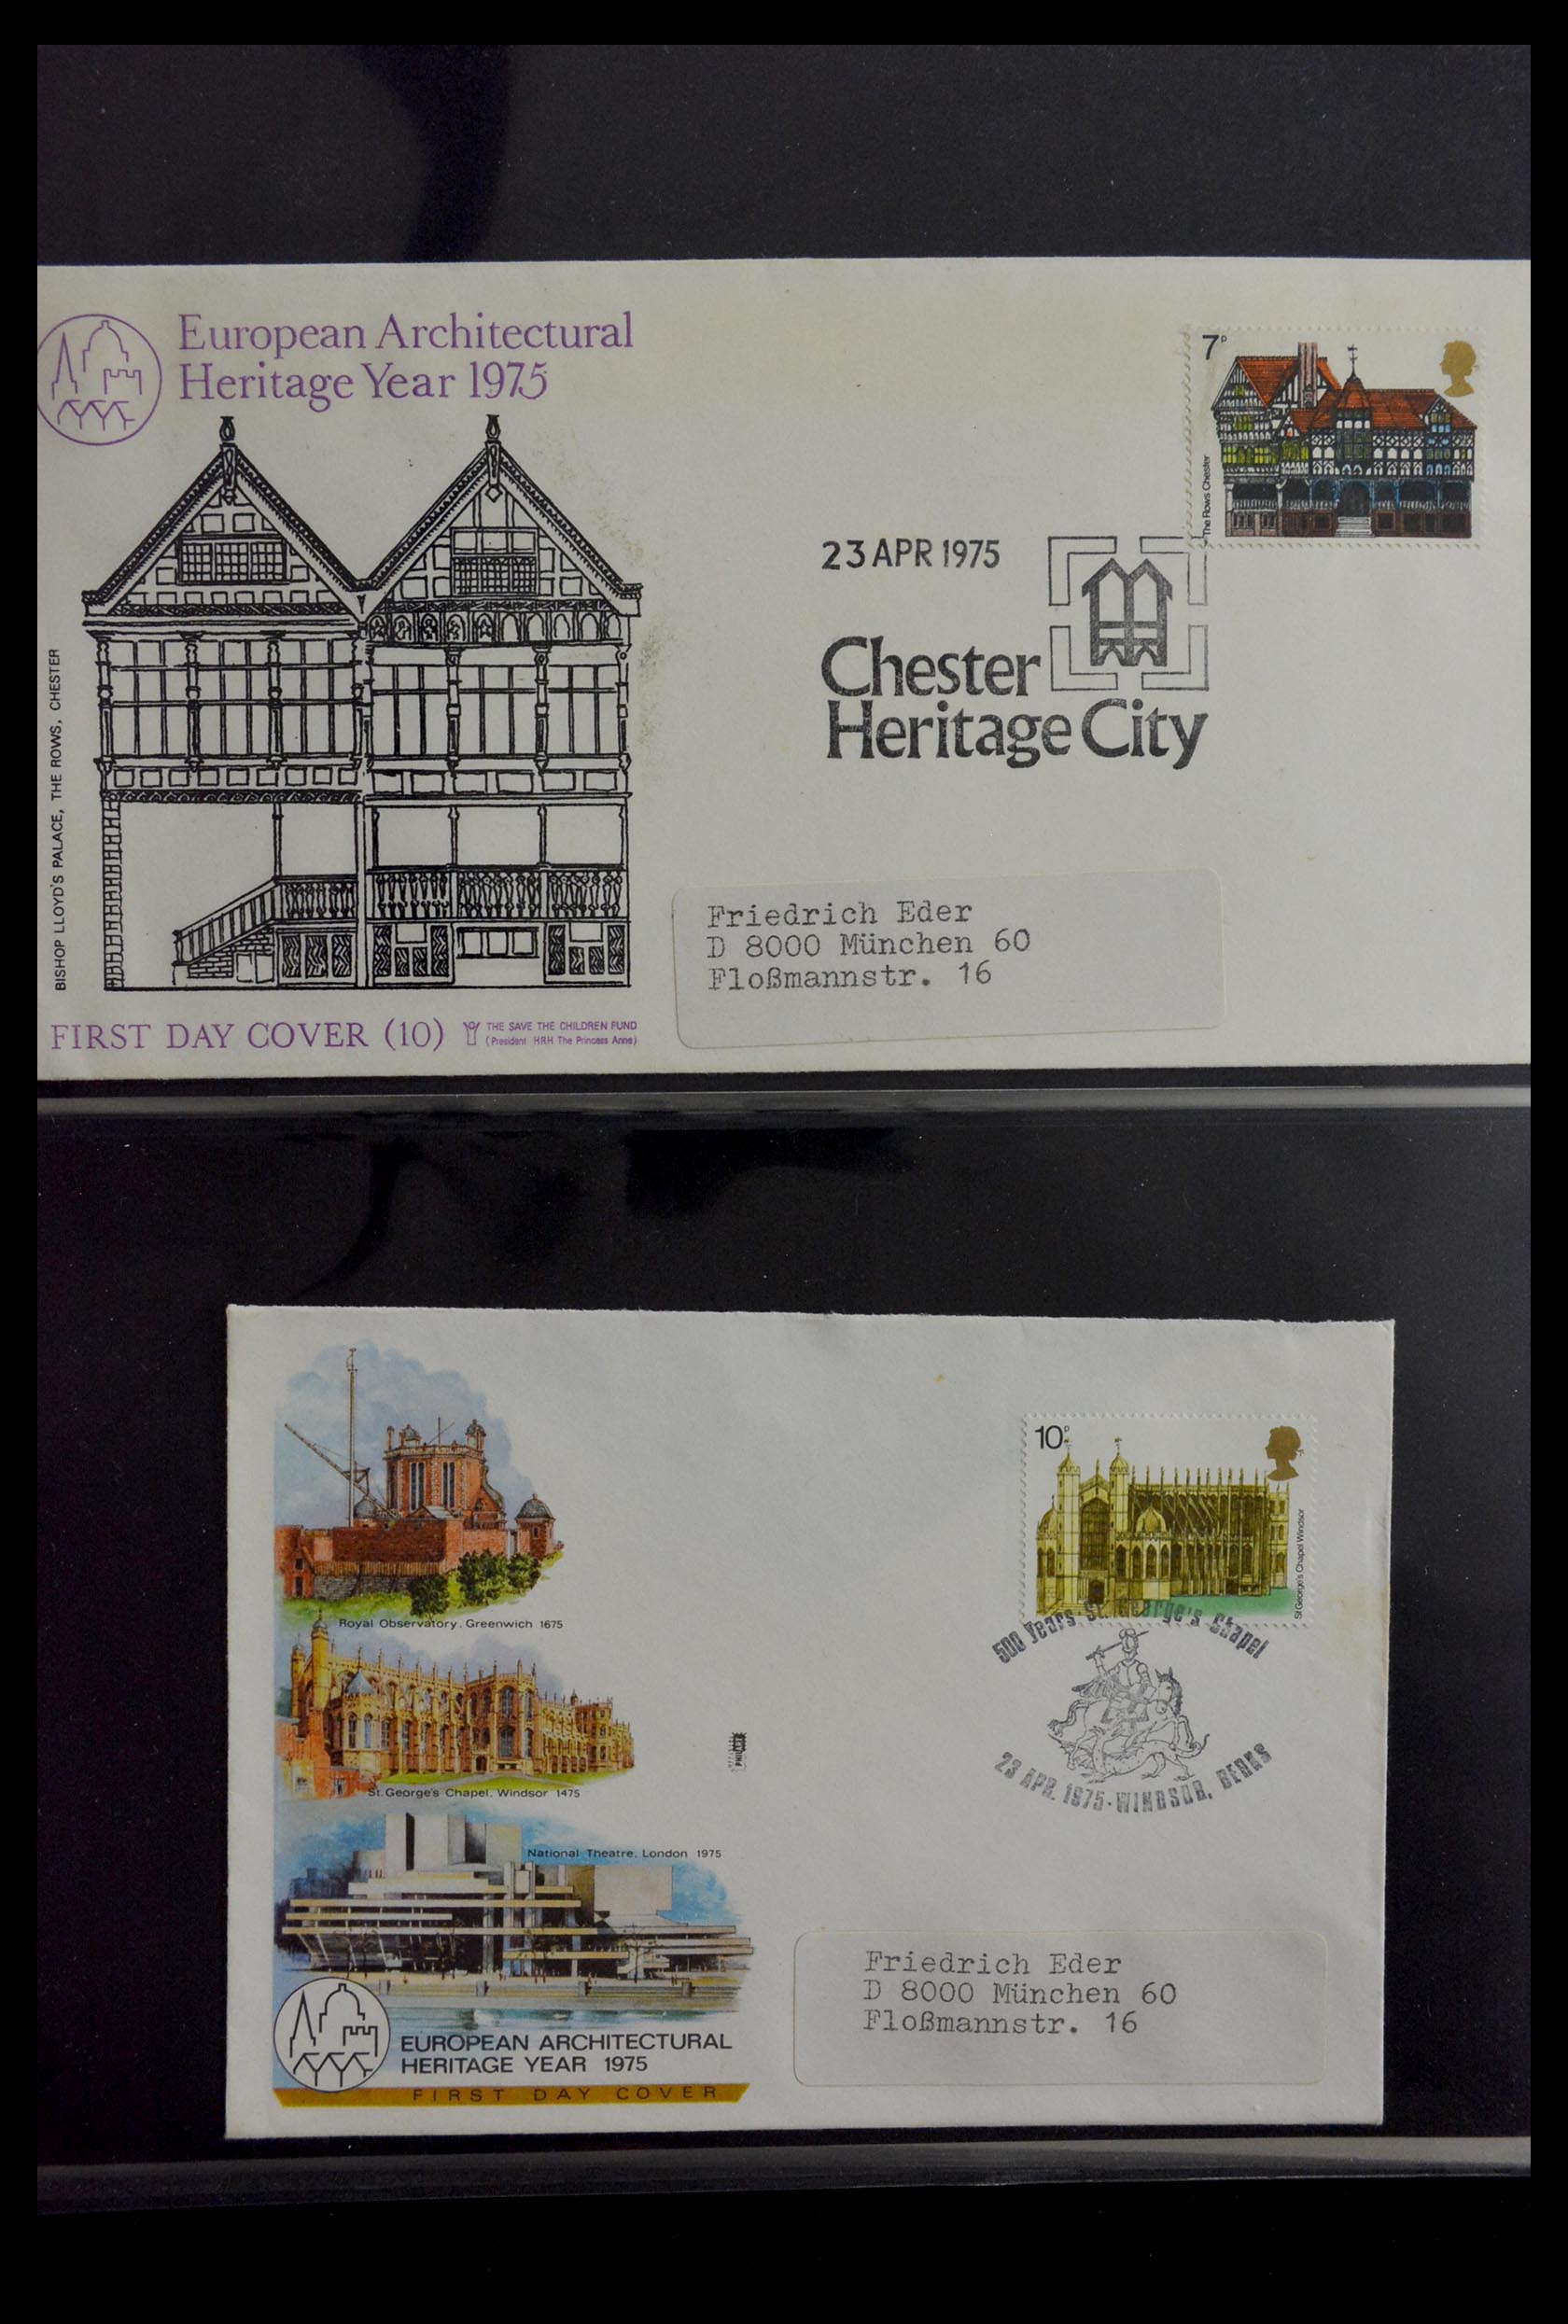 European Architectural
Heritage Year 1975
7P
The Rows Chester
23 APR 1975
Chester
Heritage City
BISHOP LLOYD'S PALACE, THE ROWS, CHESTER
Friedrich Eder
D 8000 München 60
Floßmannstr. 16
FIRST DAY COVER (10)
THE SAVE THE CHILDREN FUND
(President HRH The Princess Anne)
10P
St George's Chapel Windsor
Royal Observatory. Greenwich 1675
500 Years St. George's Chapel
23 APR. 1975·WINDSOR, BERKS
St. George's Chapel. Windsor 1475
National Theatre. London 1975
Friedrich Eder
D 8000 München 60
Floßmannstr. 16
EUROPEAN ARCHITECTURAL
HERITAGE YEAR 1975
FIRST DAY COVER